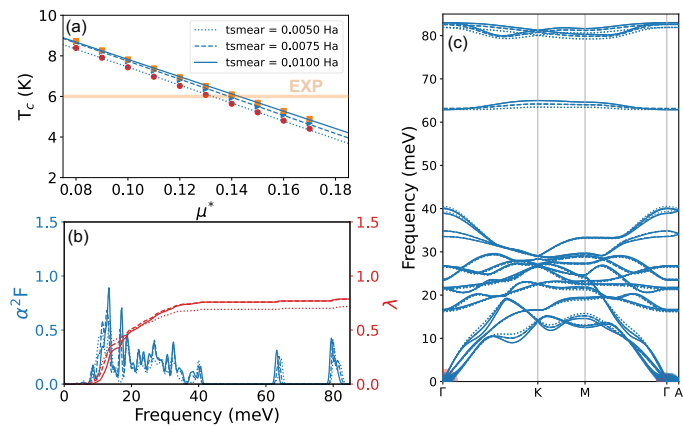 (a)
tsmear = 0.0050 Ha
tsmear = 0.0075 Ha
tsmear = 0.0100 Ha
EXP
T_c (K)
10
8
6
4
2
0
0.08 0.10 0.12 0.14 0.16 0.18
μ*
(b)
α²F
1.5
1.0
0.5
0.0
λ
1.5
1.0
0.5
0.0
0 20 40 60 80
Frequency (meV)
(c)
Frequency (meV)
80
70
60
50
40
30
20
10
0
Γ K M Γ A